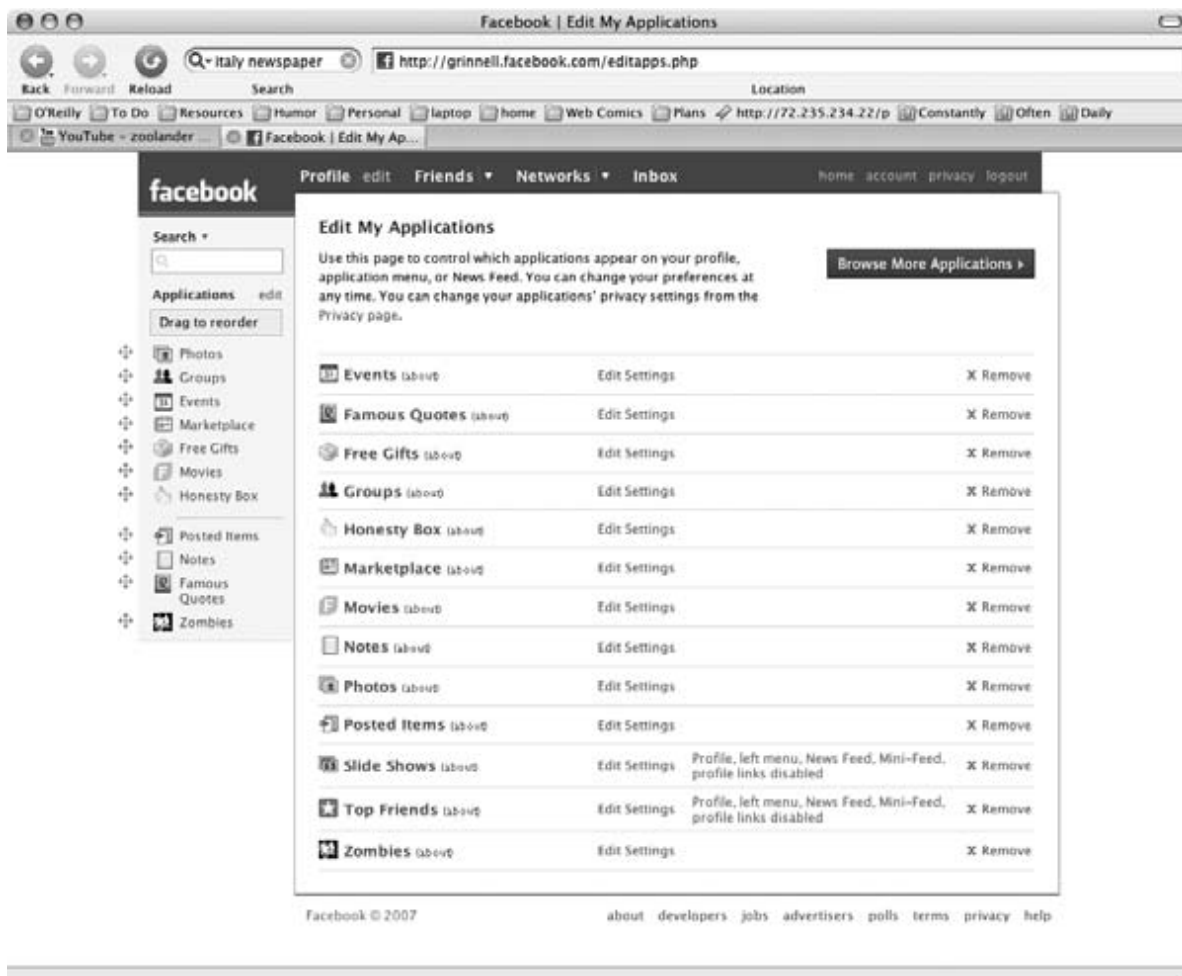 Facebook | Edit My Applications
italy newspaper
http://grinnell.facebook.com/editapps.php
Back Forward Reload Search Location
O'Reilly To Do Resources Humor Personal laptop home Web Comics Plans http://72.235.234.22/p Constantly Often Daily
YouTube - zoolander ... Facebook | Edit My Ap...
facebook
Profile edit Friends Networks Inbox home account privacy logout
Search
Applications edit
Drag to reorder
Photos
Groups
Events
Marketplace
Free Gifts
Movies
Honesty Box
Posted Items
Notes
Famous
Quotes
Zombies
Edit My Applications
Use this page to control which applications appear on your profile,
application menu, or News Feed. You can change your preferences at
any time. You can change your applications' privacy settings from the
Privacy page.
Browse More Applications
Events (about) Edit Settings X Remove
Famous Quotes (about) Edit Settings X Remove
Free Gifts (about) Edit Settings X Remove
Groups (about) Edit Settings X Remove
Honesty Box (about) Edit Settings X Remove
Marketplace (about) Edit Settings X Remove
Movies (about) Edit Settings X Remove
Notes (about) Edit Settings X Remove
Photos (about) Edit Settings X Remove
Posted Items (about) Edit Settings X Remove
Slide Shows (about) Edit Settings Profile, left menu, News Feed, Mini-Feed, X Remove
profile links disabled
Top Friends (about) Edit Settings Profile, left menu, News Feed, Mini-Feed, X Remove
profile links disabled
Zombies (about) Edit Settings X Remove
Facebook © 2007 about developers jobs advertisers polls terms privacy help